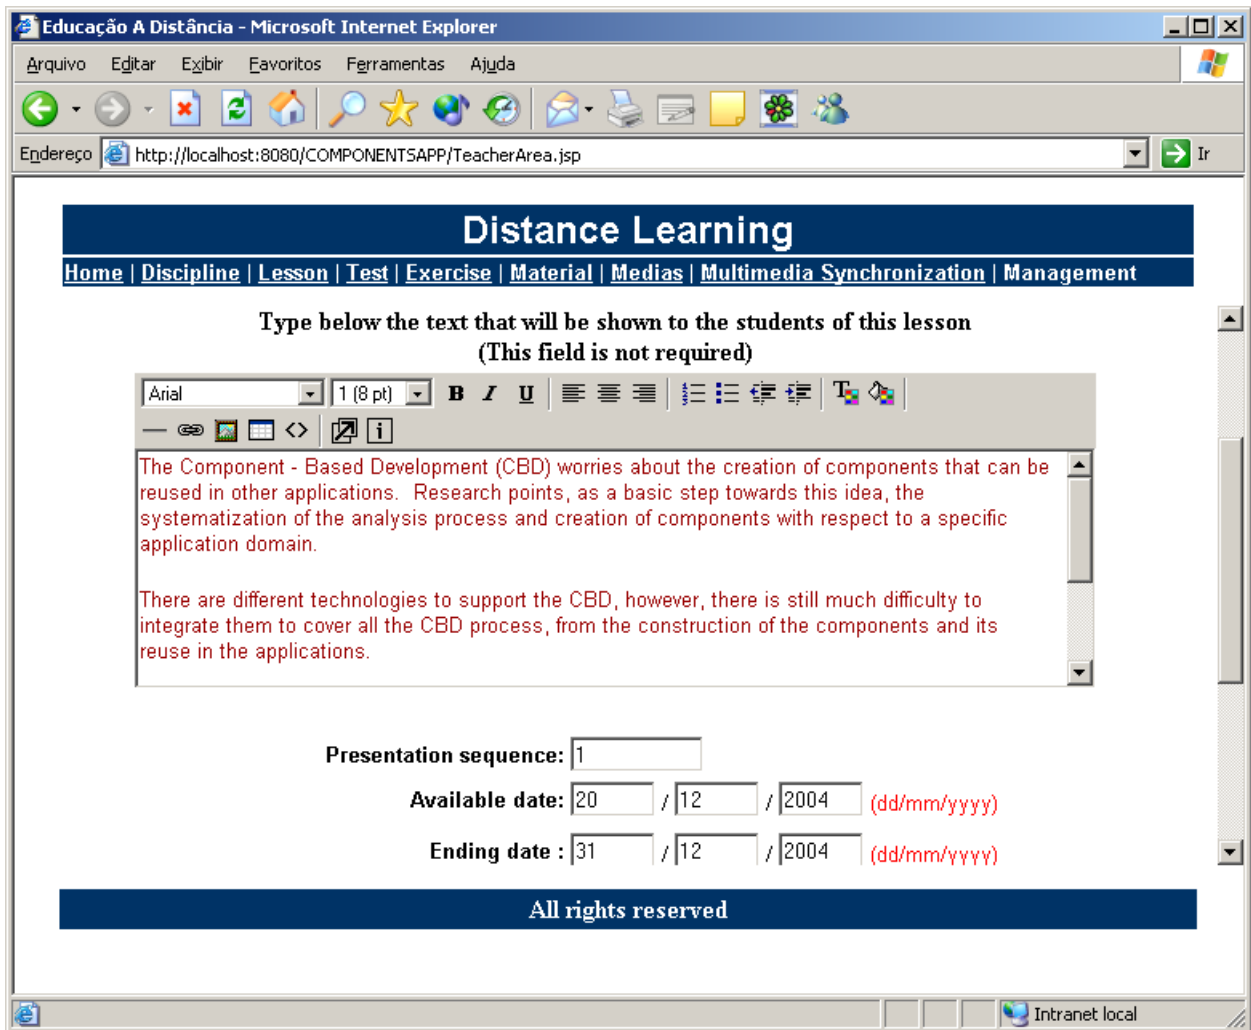 Educação A Distância - Microsoft Internet Explorer
Arquivo Editar Exibir Favoritos Ferramentas Ajuda
Endereço http://localhost:8080/COMPONENTSAPP/TeacherArea.jsp Ir
Distance Learning
Home | Discipline | Lesson | Test | Exercise | Material | Medias | Multimedia Synchronization | Management
Type below the text that will be shown to the students of this lesson
(This field is not required)
Arial 1 (8 pt) B I U
The Component - Based Development (CBD) worries about the creation of components that can be
reused in other applications.  Research points, as a basic step towards this idea, the
systematization of the analysis process and creation of components with respect to a specific
application domain.
There are different technologies to support the CBD, however, there is still much difficulty to
integrate them to cover all the CBD process, from the construction of the components and its
reuse in the applications.
Presentation sequence: 1
Available date: 20 / 12 / 2004 (dd/mm/yyyy)
Ending date : 31 / 12 / 2004 (dd/mm/yyyy)
All rights reserved
Intranet local